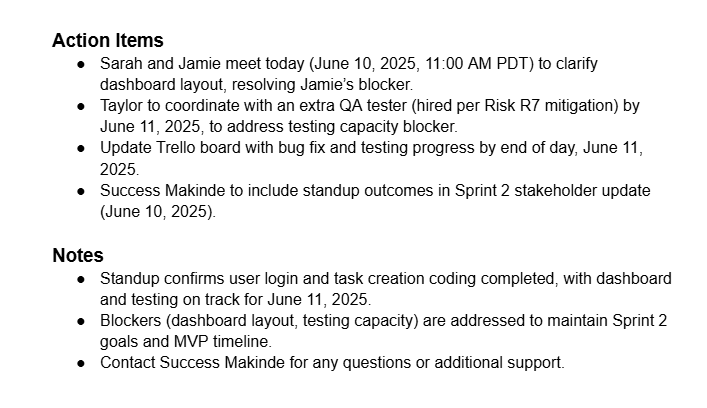 Action Items
● Sarah and Jamie meet today (June 10, 2025, 11:00 AM PDT) to clarify
dashboard layout, resolving Jamie’s blocker.
● Taylor to coordinate with an extra QA tester (hired per Risk R7 mitigation) by
June 11, 2025, to address testing capacity blocker.
● Update Trello board with bug fix and testing progress by end of day, June 11,
2025.
● Success Makinde to include standup outcomes in Sprint 2 stakeholder update
(June 10, 2025).
Notes
● Standup confirms user login and task creation coding completed, with dashboard
and testing on track for June 11, 2025.
● Blockers (dashboard layout, testing capacity) are addressed to maintain Sprint 2
goals and MVP timeline.
● Contact Success Makinde for any questions or additional support.